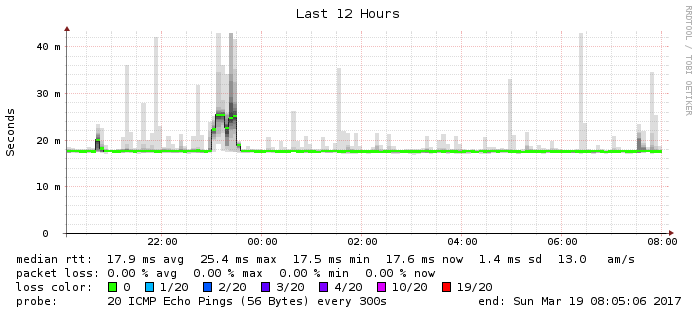 Last 12 Hours
RRDTOOL / TOBI OETIKER
Seconds
40 m
30 m
20 m
10 m
0
22:00 00:00 02:00 04:00 06:00 08:00
median rtt: 17.9 ms avg 25.4 ms max 17.5 ms min 17.6 ms now 1.4 ms sd 13.0 am/s
packet loss: 0.00 % avg 0.00 % max 0.00 % min 0.00 % now
loss color: 0 1/20 2/20 3/20 4/20 10/20 19/20
probe: 20 ICMP Echo Pings (56 Bytes) every 300s end: Sun Mar 19 08:05:06 2017